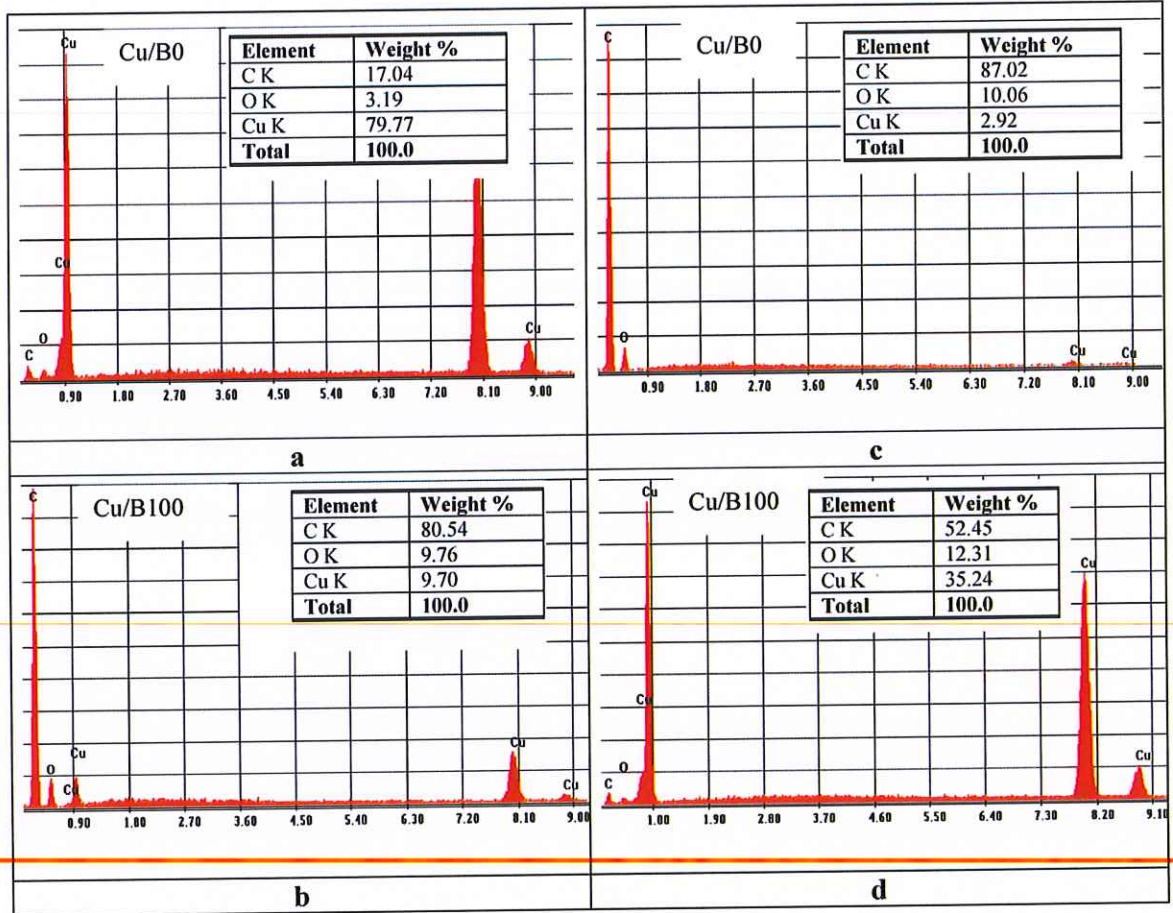 Cu
Cu/B0
Element Weight %
C K 17.04
O K 3.19
Cu K 79.77
Total 100.0
Cu
O
C
Cu
0.90 1.80 2.70 3.60 4.50 5.40 6.30 7.20 8.10 9.00
a
C
Cu/B0
Element Weight %
C K 87.02
O K 10.06
Cu K 2.92
Total 100.0
O
Cu Cu
0.90 1.80 2.70 3.60 4.50 5.40 6.30 7.20 8.10 9.00
c
C
Cu/B100
Element Weight %
C K 80.54
O K 9.76
Cu K 9.70
Total 100.0
O
Cu
Cu
Cu
Cu
0.90 1.80 2.70 3.60 4.50 5.40 6.30 7.20 8.10 9.00
b
Cu
Cu/B100
Element Weight %
C K 52.45
O K 12.31
Cu K 35.24
Total 100.0
Cu
Cu
O
C
Cu
1.00 1.90 2.80 3.70 4.60 5.50 6.40 7.30 8.20 9.10
d